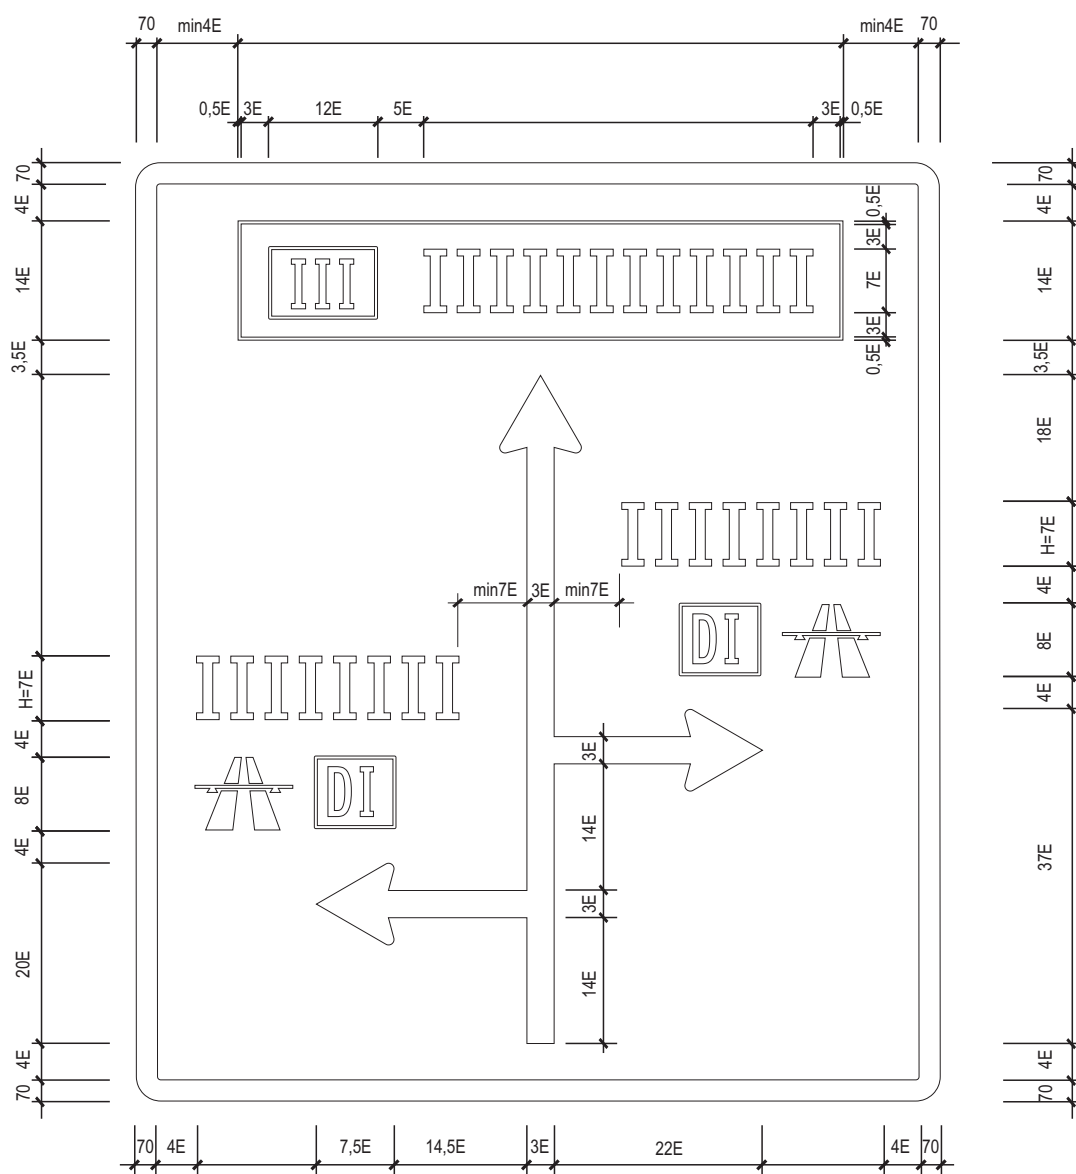 70 min4E min4E 70
0,5E 3E 12E 5E 3E 0,5E
70 70
4E 0,5E 4E
3E
14E III IIIIIIIIIIII 7E 14E
3E
3,5E 0,5E 3,5E
18E
IIIIIIII H=7E
min7E 3E min7E 4E
DI 8E
H=7E IIIIIIII 4E
4E 3E
8E DI
4E 14E 37E
3E
20E 14E
4E 4E
70 70
70 4E 7,5E 14,5E 3E 22E 4E 70